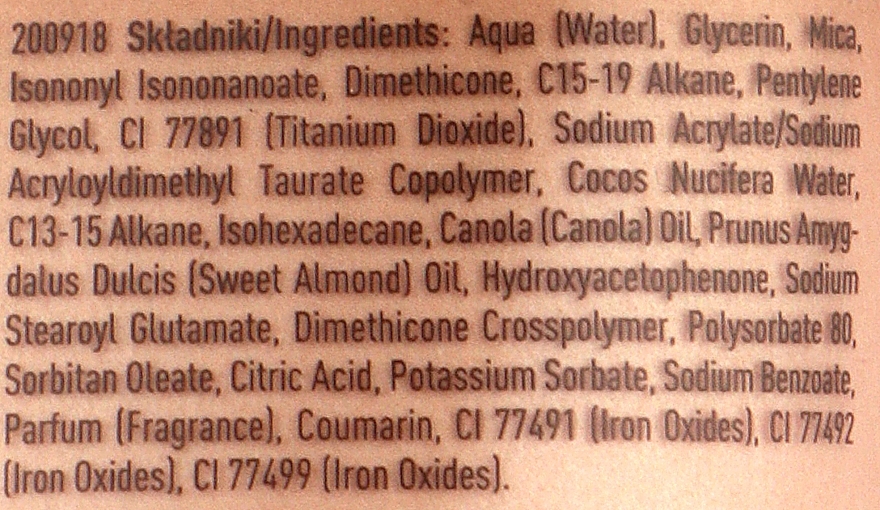 200918 Składniki/Ingredients: Aqua (Water), Glycerin, Mica,
Isononyl Isononanoate, Dimethicone, C15-19 Alkane, Pentylene
Glycol, CI 77891 (Titanium Dioxide), Sodium Acrylate/Sodium
Acryloyldimethyl Taurate Copolymer, Cocos Nucifera Water,
C13-15 Alkane, Isohexadecane, Canola (Canola) Oil, Prunus Amyg-
dalus Dulcis (Sweet Almond) Oil, Hydroxyacetophenone, Sodium
Stearoyl Glutamate, Dimethicone Crosspolymer, Polysorbate 80,
Sorbitan Oleate, Citric Acid, Potassium Sorbate, Sodium Benzoate,
Parfum (Fragrance), Coumarin, CI 77491 (Iron Oxides), CI 77492
(Iron Oxides), CI 77499 (Iron Oxides).